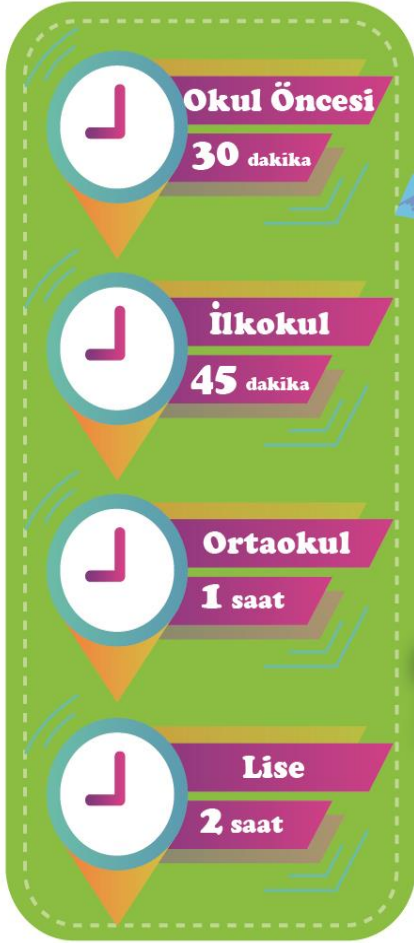 Okul Öncesi
30 dakika
İlkokul
45 dakika
Ortaokul
1 saat
Lise
2 saat